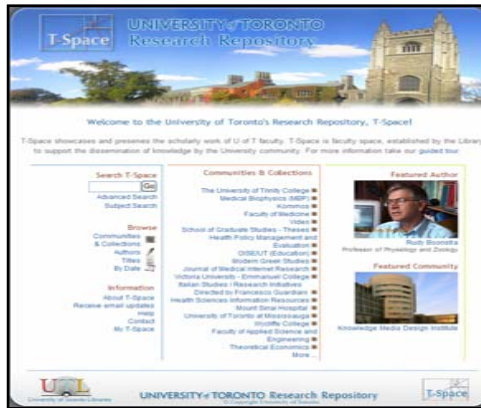 T-Space
UNIVERSITY of TORONTO
Research Repository
Welcome to the University of Toronto's Research Repository, T-Space!
T-Space showcases and preserves the scholarly work of U of T faculty. T-Space is faculty space, established by the Library
to support the dissemination of knowledge by the University community. For more information take our guided tour
Search T-Space
Go
Advanced Search
Subject Search
Browse
Communities
& Collections
Authors
Titles
By Date
Information
About T-Space
Receive email updates
Help
Contact
My T-Space
Communities & Collections
The University of Trinity College
Medical Biophysics (MBP)
Kommos
Faculty of Medicine
Video
School of Graduate Studies - Theses
Health Policy Management and
Evaluation
OISE/UT (Education)
Modern Greek Studies
Journal of Medical Internet Research
Victoria University - Emmanuel College
Italian Studies : Research Initiatives
Directed by Francesco Guardiani
Health Sciences Information Resources
Mount Sinai Hospital
University of Toronto at Mississauga
Wycliffe College
Faculty of Applied Science and
Engineering
Theoretical Economics
More ...
Featured Author
Rudy Boonstra
Professor of Physiology and Zoology
Featured Community
Knowledge Media Design Institute
University of Toronto Libraries
UNIVERSITY of TORONTO Research Repository
© Copyright University of Toronto
T-Space